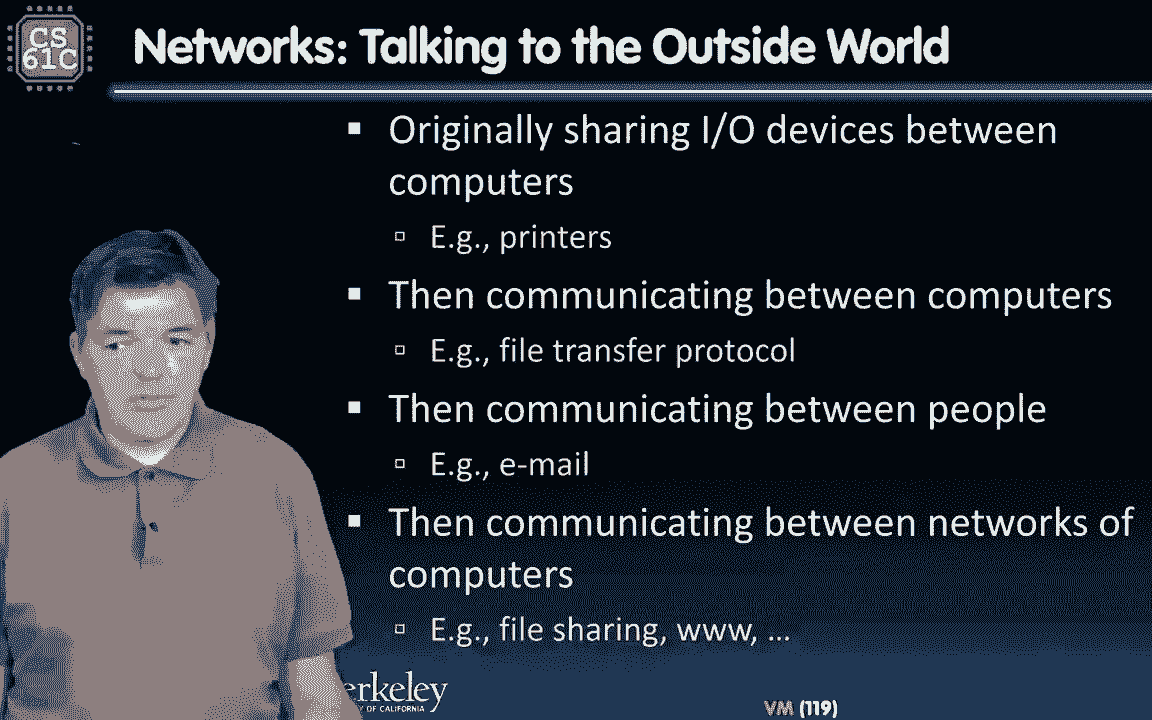 CS
61C
Networks: Talking to the Outside World
▪ Originally sharing I/O devices between
computers
▫ E.g., printers
▪ Then communicating between computers
▫ E.g., file transfer protocol
▪ Then communicating between people
▫ E.g., e-mail
▪ Then communicating between networks of
computers
▫ E.g., file sharing, www, ...
erkeley
Y OF CALIFORNIA
VM (119)